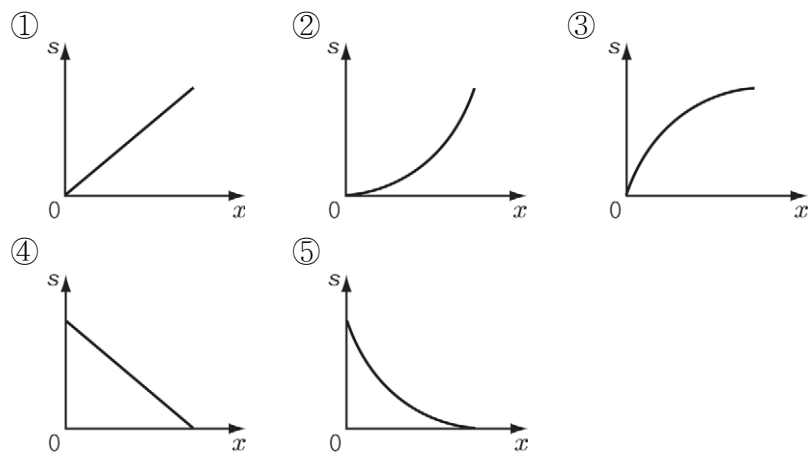 ① ② ③
s s s
0 x 0 x 0 x
④ ⑤
s s
0 x 0 x